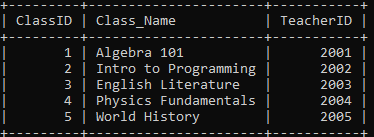 +---------+----------------------+-----------+
| ClassID | Class_Name           | TeacherID |
+---------+----------------------+-----------+
|       1 | Algebra 101          |      2001 |
|       2 | Intro to Programming |      2002 |
|       3 | English Literature   |      2003 |
|       4 | Physics Fundamentals |      2004 |
|       5 | World History        |      2005 |
+---------+----------------------+-----------+